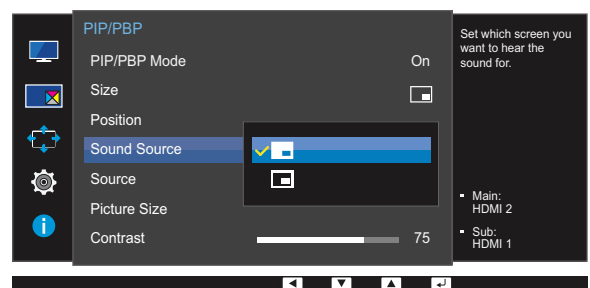 PIP/PBP
PIP/PBP Mode On
Size
Position
Sound Source
Source
Picture Size
Contrast 75
Set which screen you
want to hear the
sound for.
Main:
HDMI 2
Sub:
HDMI 1